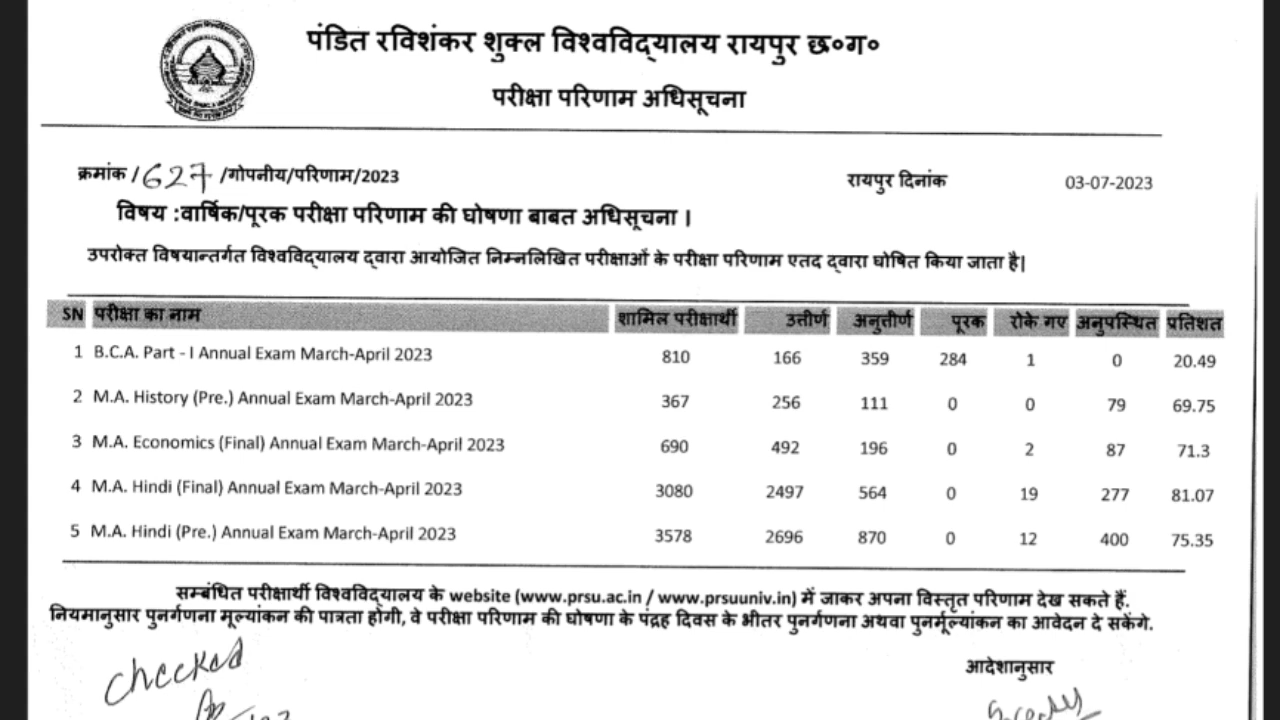 पंडित रविशंकर शुक्ल विश्वविद्यालय रायपुर छ०ग०
परीक्षा परिणाम अधिसूचना
क्रमांक /627 /गोपनीय/परिणाम/2023 रायपुर दिनांक 03-07-2023
विषय :वार्षिक/पूरक परीक्षा परिणाम की घोषणा बाबत अधिसूचना ।
उपरोक्त विषयान्तर्गत विश्वविद्यालय द्वारा आयोजित निम्नलिखित परीक्षाओं के परीक्षा परिणाम एतद द्वारा घोषित किया जाता है|
SN परीक्षा का नाम शामिल परीक्षार्थी उत्तीर्ण अनुत्तीर्ण पूरक रोके गए अनुपस्थित प्रतिशत
1 B.C.A. Part - I Annual Exam March-April 2023 810 166 359 284 1 0 20.49
2 M.A. History (Pre.) Annual Exam March-April 2023 367 256 111 0 0 79 69.75
3 M.A. Economics (Final) Annual Exam March-April 2023 690 492 196 0 2 87 71.3
4 M.A. Hindi (Final) Annual Exam March-April 2023 3080 2497 564 0 19 277 81.07
5 M.A. Hindi (Pre.) Annual Exam March-April 2023 3578 2696 870 0 12 400 75.35
सम्बंधित परीक्षार्थी विश्वविद्यालय के website (www.prsu.ac.in / www.prsuuniv.in) में जाकर अपना विस्तृत परिणाम देख सकते हैं.
नियमानुसार पुनर्गणना मूल्यांकन की पात्रता होगी, वे परीक्षा परिणाम की घोषणा के पंद्रह दिवस के भीतर पुनर्गणना अथवा पुनर्मूल्यांकन का आवेदन दे सकेंगे.
checked
आदेशानुसार